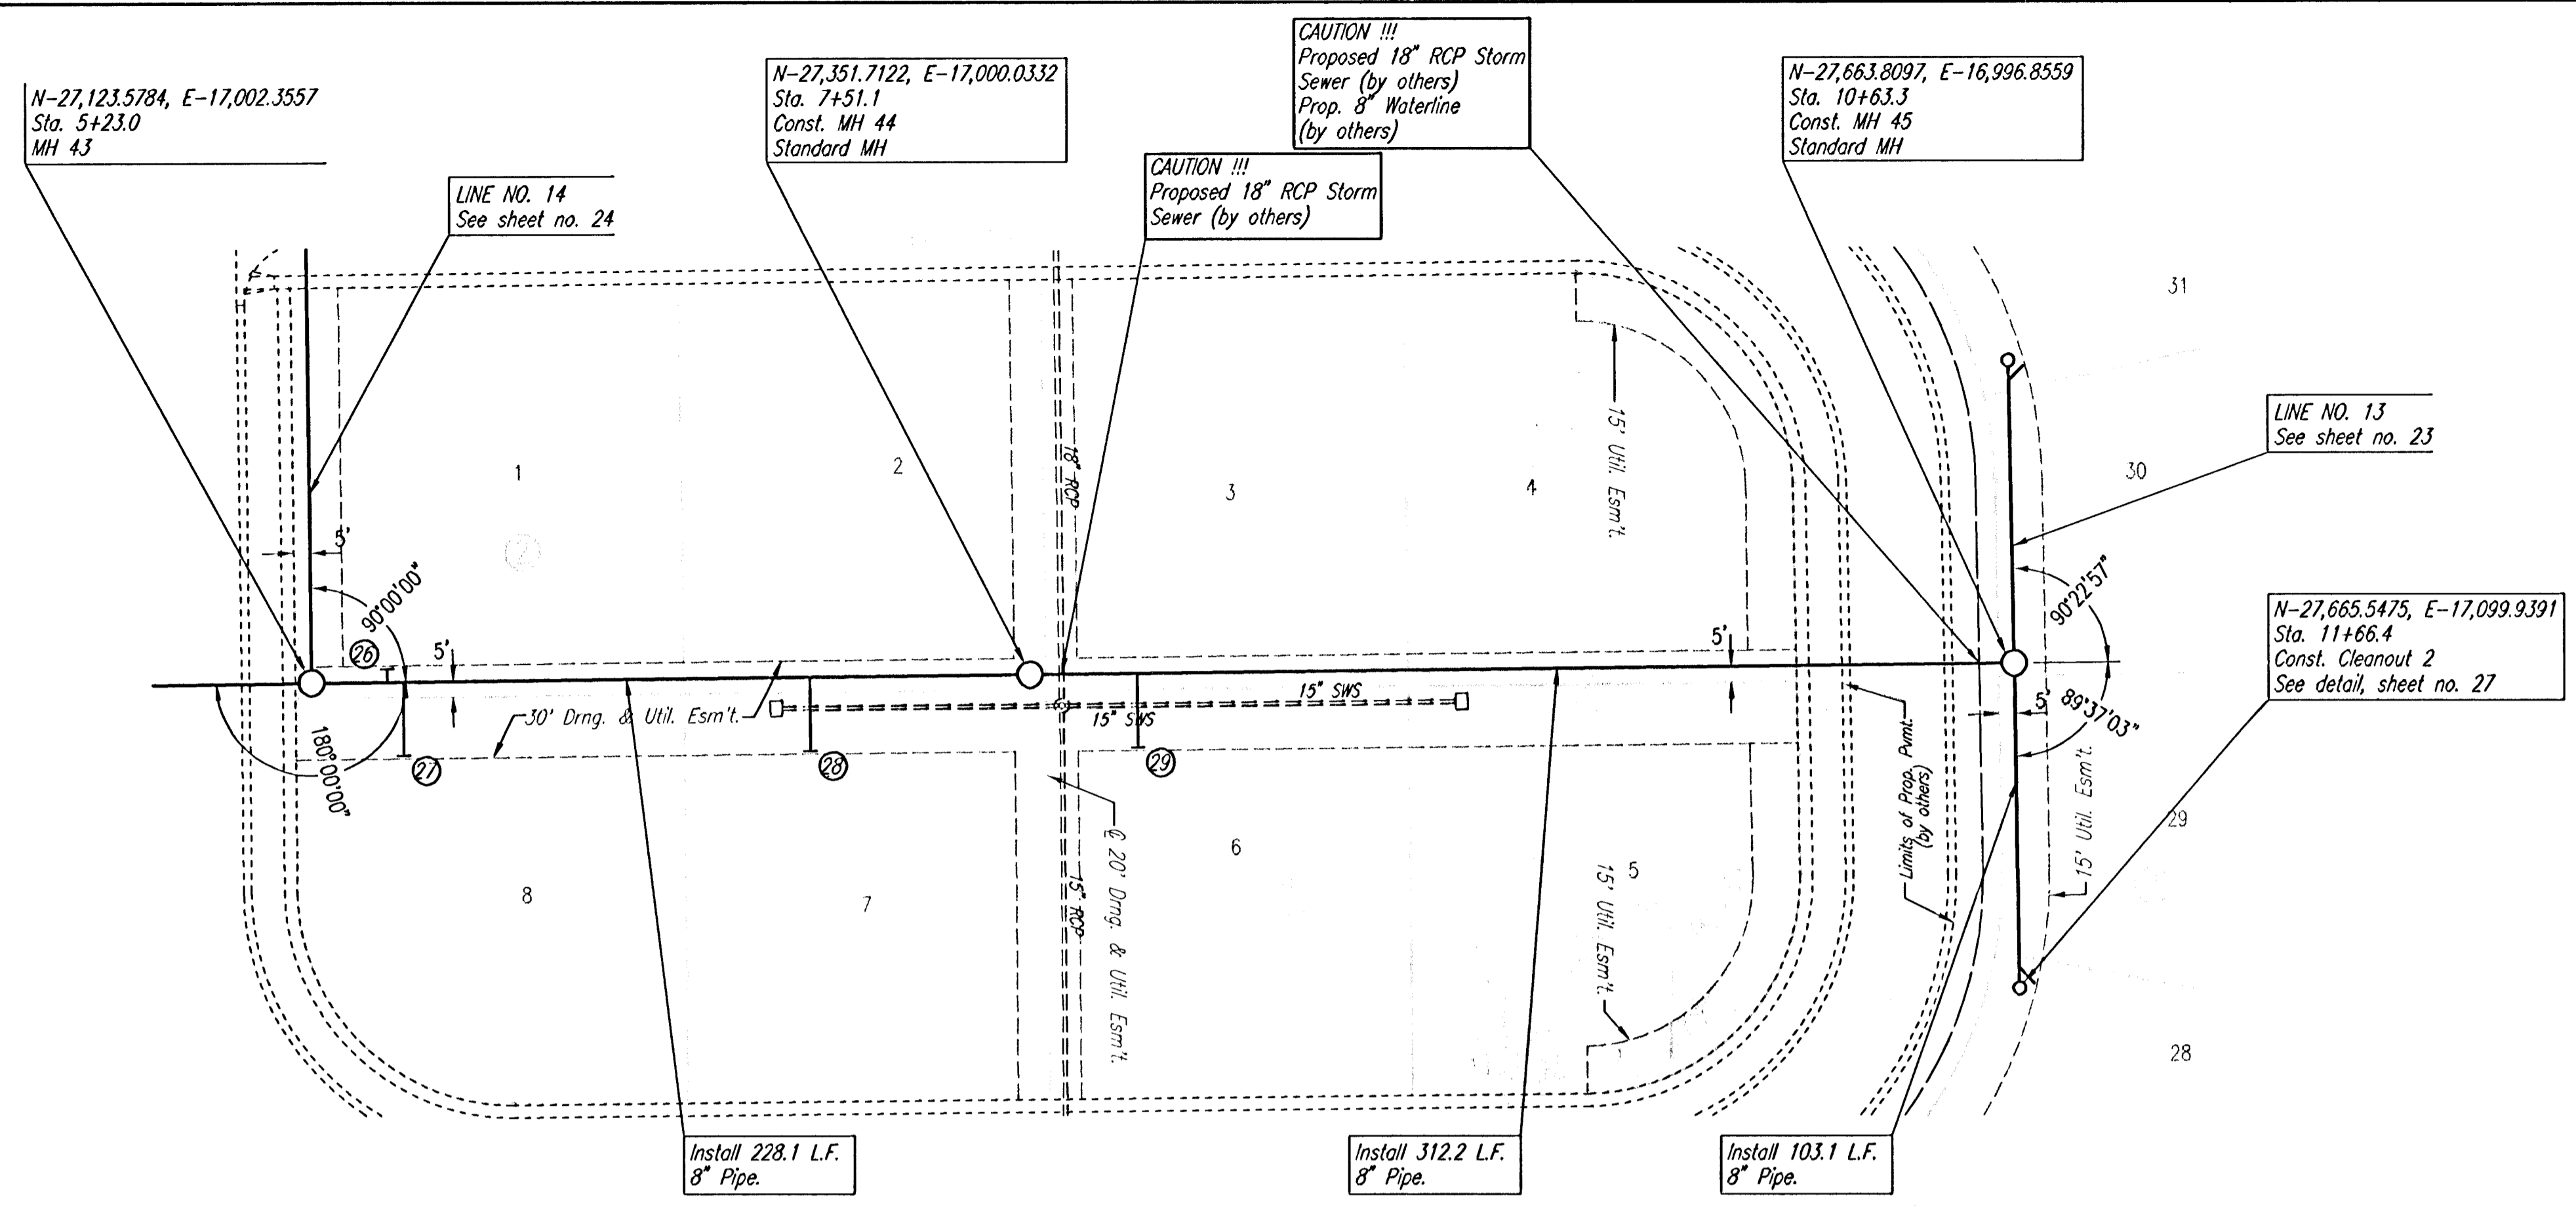 CAUTION !!!
Proposed 18" RCP Storm
Sewer (by others)
Prop. 8" Waterline
(by others)
N-27,123.5784, E-17,002.3557
Sta. 5+23.0
MH 43
N-27,351.7122, E-17,000.0332
Sta. 7+51.1
Const. MH 44
Standard MH
N-27,663.8097, E-16,996.8559
Sta. 10+63.3
Const. MH 45
Standard MH
CAUTION !!!
Proposed 18" RCP Storm
Sewer (by others)
LINE NO. 14
See sheet no. 24
31
LINE NO. 13
See sheet no. 23
1
2
3
4
30
18" RCP
15' Util. Esm't.
5'
2
90°00'00"
90°22'57"
26
5'
5'
N-27,665.5475, E-17,099.9391
Sta. 11+66.4
Const. Cleanout 2
See detail, sheet no. 27
30' Drng. & Util. Esm't.
15" SWS
15" SWS
5'
89°37'03"
180°00'00"
27
28
29
Limits of Prop. Pvmt.
(by others)
15' Util. Esm't.
29
8
7
15" RCP
℄ 20' Drng. & Util. Esm't.
6
15' Util. Esm't.
5
28
Install 228.1 L.F.
8" Pipe.
Install 312.2 L.F.
8" Pipe.
Install 103.1 L.F.
8" Pipe.